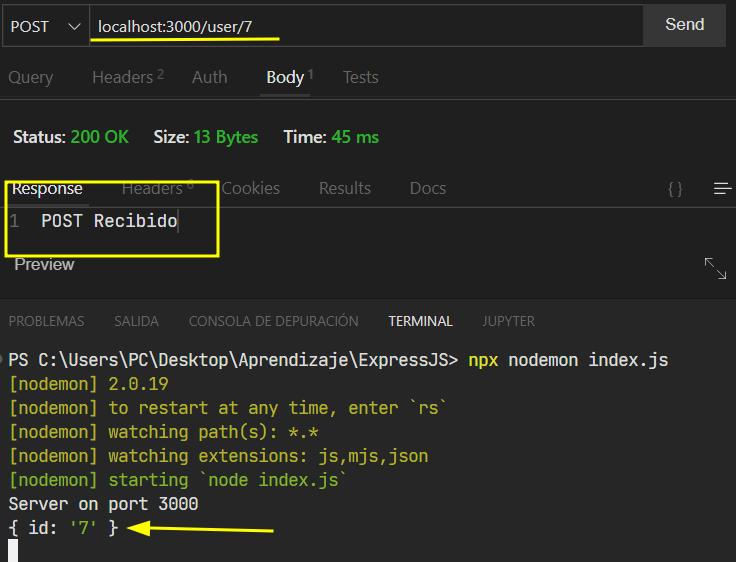 POST localhost:3000/user/7 Send
Query Headers 2 Auth Body 1 Tests
Status: 200 OK Size: 13 Bytes Time: 45 ms
Response Headers 6 Cookies Results Docs { }
1 POST Recibido
Preview
PROBLEMAS SALIDA CONSOLA DE DEPURACIÓN TERMINAL JUPYTER
PS C:\Users\PC\Desktop\Aprendizaje\ExpressJS> npx nodemon index.js
[nodemon] 2.0.19
[nodemon] to restart at any time, enter `rs`
[nodemon] watching path(s): *.*
[nodemon] watching extensions: js,mjs,json
[nodemon] starting `node index.js`
Server on port 3000
{ id: '7' }